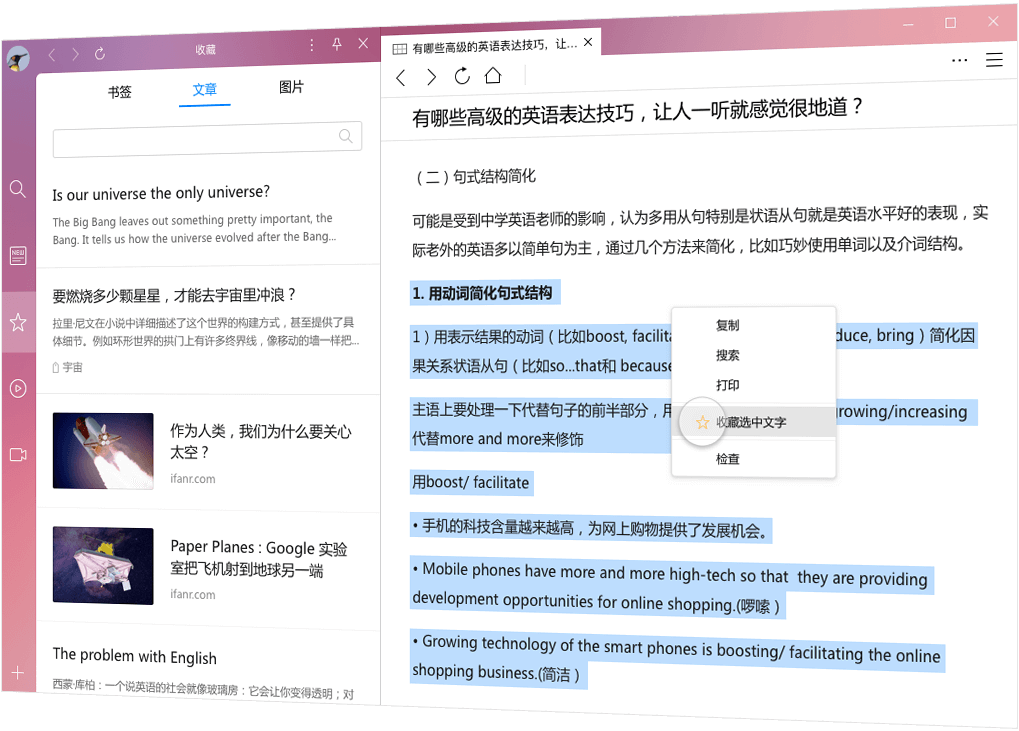 收藏
书签
文章
图片
Is our universe the only universe?
The Big Bang leaves out something pretty important, the
Bang. It tells us how the universe evolved after the Bang...
要燃烧多少颗星星，才能去宇宙里冲浪？
拉里·尼文在小说中详细描述了这个世界的构建方式，甚至提供了具
体细节。例如环形世界的拱门上有许多终界线，像移动的墙一样把...
宇宙
作为人类，我们为什么要关心
太空？
ifanr.com
Paper Planes : Google 实验
室把飞机射到地球另一端
ifanr.com
The problem with English
西蒙·库柏：一个说英语的社会就像玻璃房：它会让你变得透明；对
NEW
有哪些高级的英语表达技巧，让...
有哪些高级的英语表达技巧，让人一听就感觉很地道？
（二）句式结构简化
可能是受到中学英语老师的影响，认为多用从句特别是状语从句就是英语水平好的表现，实
际老外的英语多以简单句为主，通过几个方法来简化，比如巧妙使用单词以及介词结构。
1. 用动词简化句式结构
1）用表示结果的动词（比如boost, facilita duce, bring）简化因
果关系状语从句（比如so...that和 because
主语上要处理一下代替句子的前半部分，用 growing/increasing
代替more and more来修饰
用boost/ facilitate
• 手机的科技含量越来越高，为网上购物提供了发展机会。
• Mobile phones have more and more high-tech so that  they are providing
development opportunities for online shopping.(啰嗦）
• Growing technology of the smart phones is boosting/ facilitating the online
shopping business.(简洁）
复制
搜索
打印
收藏选中文字
检查